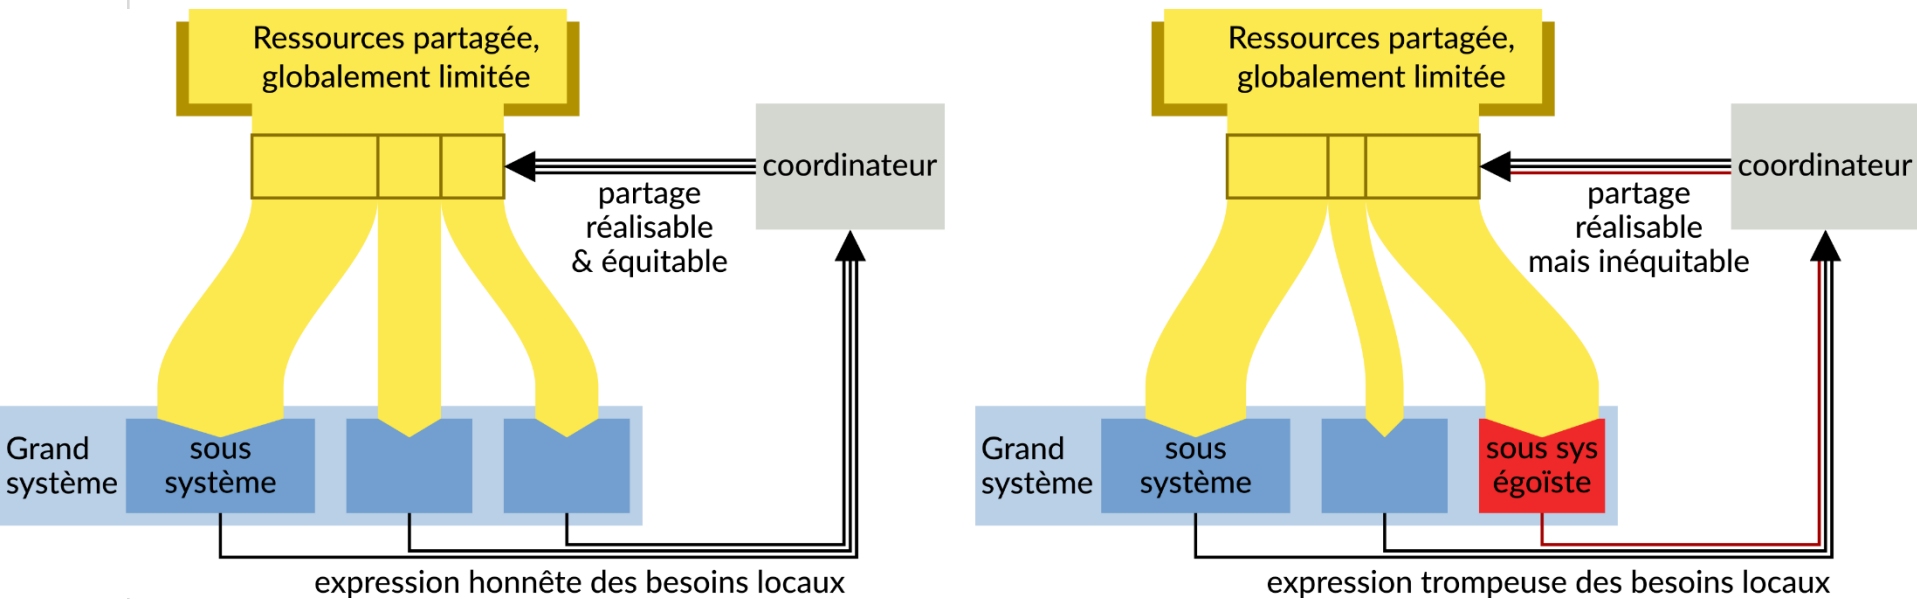 Ressources partagée,
globalement limitée
coordinateur
partage
réalisable
& équitable
Grand
système
sous
système
expression honnête des besoins locaux
Ressources partagée,
globalement limitée
coordinateur
partage
réalisable
mais inéquitable
Grand
système
sous
système
sous sys
égoïste
expression trompeuse des besoins locaux